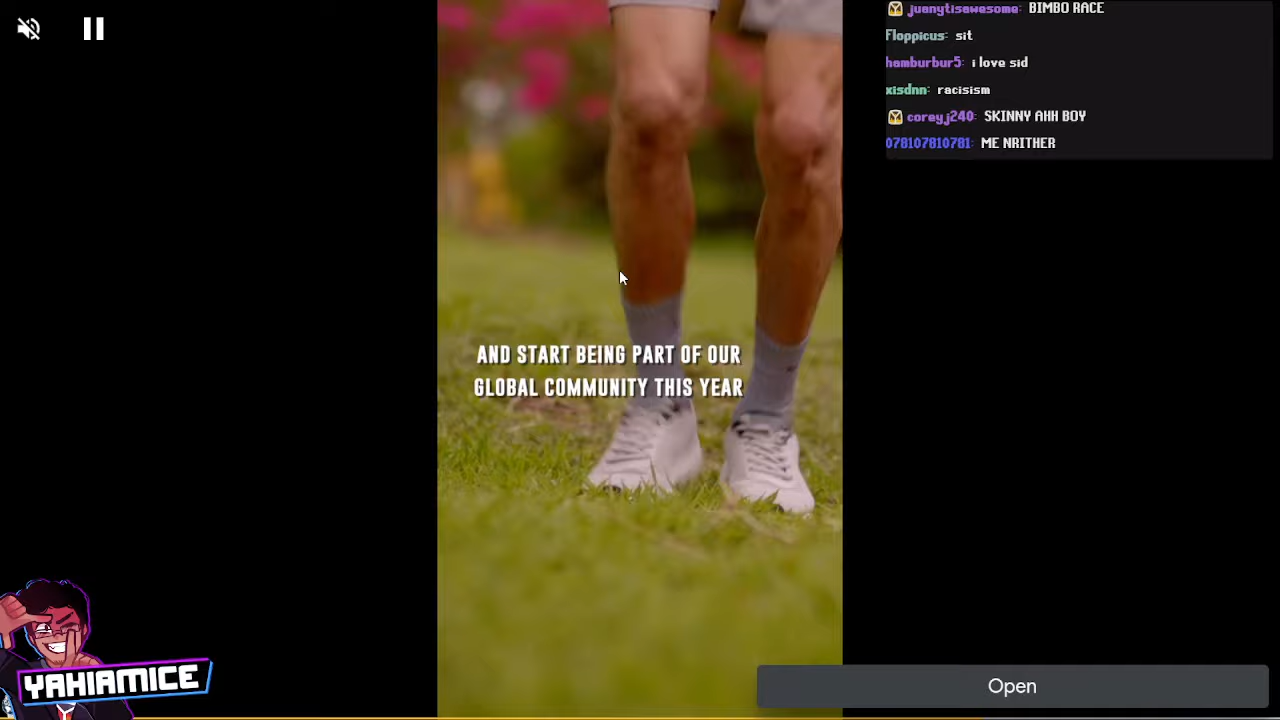 juanytisawesome: BIMBO RACE
Floppicus: sit
hamburbur5: i love sid
xisdnn: racisism
coreyj240: SKINNY AHH BOY
078107810781: ME NRITHER
AND START BEING PART OF OUR
GLOBAL COMMUNITY THIS YEAR
YAHIAMICE
Open